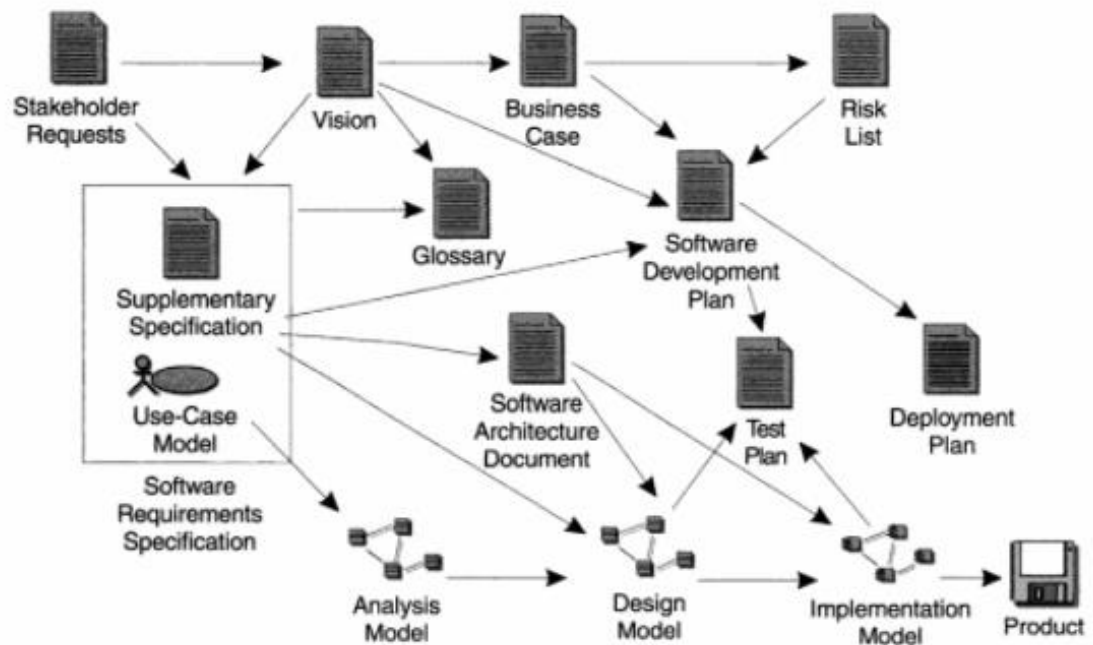 Stakeholder
Requests
Vision
Business
Case
Risk
List
Glossary
Software
Development
Plan
Supplementary
Specification
Use-Case
Model
Software
Requirements
Specification
Software
Architecture
Document
Test
Plan
Deployment
Plan
Analysis
Model
Design
Model
Implementation
Model
Product